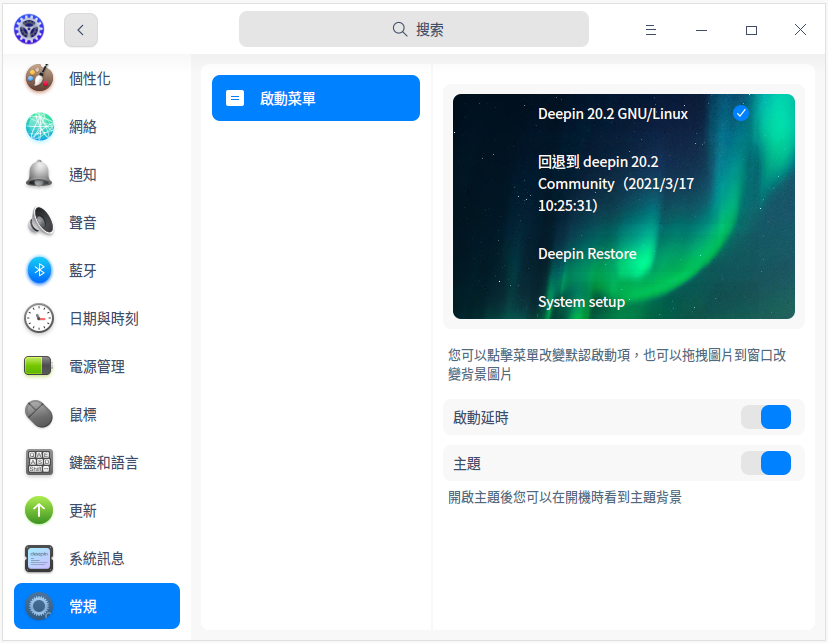 搜索
個性化
網絡
通知
聲音
藍牙
日期與時刻
電源管理
鼠標
鍵盤和語言
更新
系統訊息
常規
啟動菜單
Deepin 20.2 GNU/Linux
回退到 deepin 20.2
Community（2021/3/17
10:25:31）
Deepin Restore
System setup
您可以點擊菜單改變默認啟動項，也可以拖拽圖片到窗口改
變背景圖片
啟動延時
主題
開啟主題後您可以在開機時看到主題背景